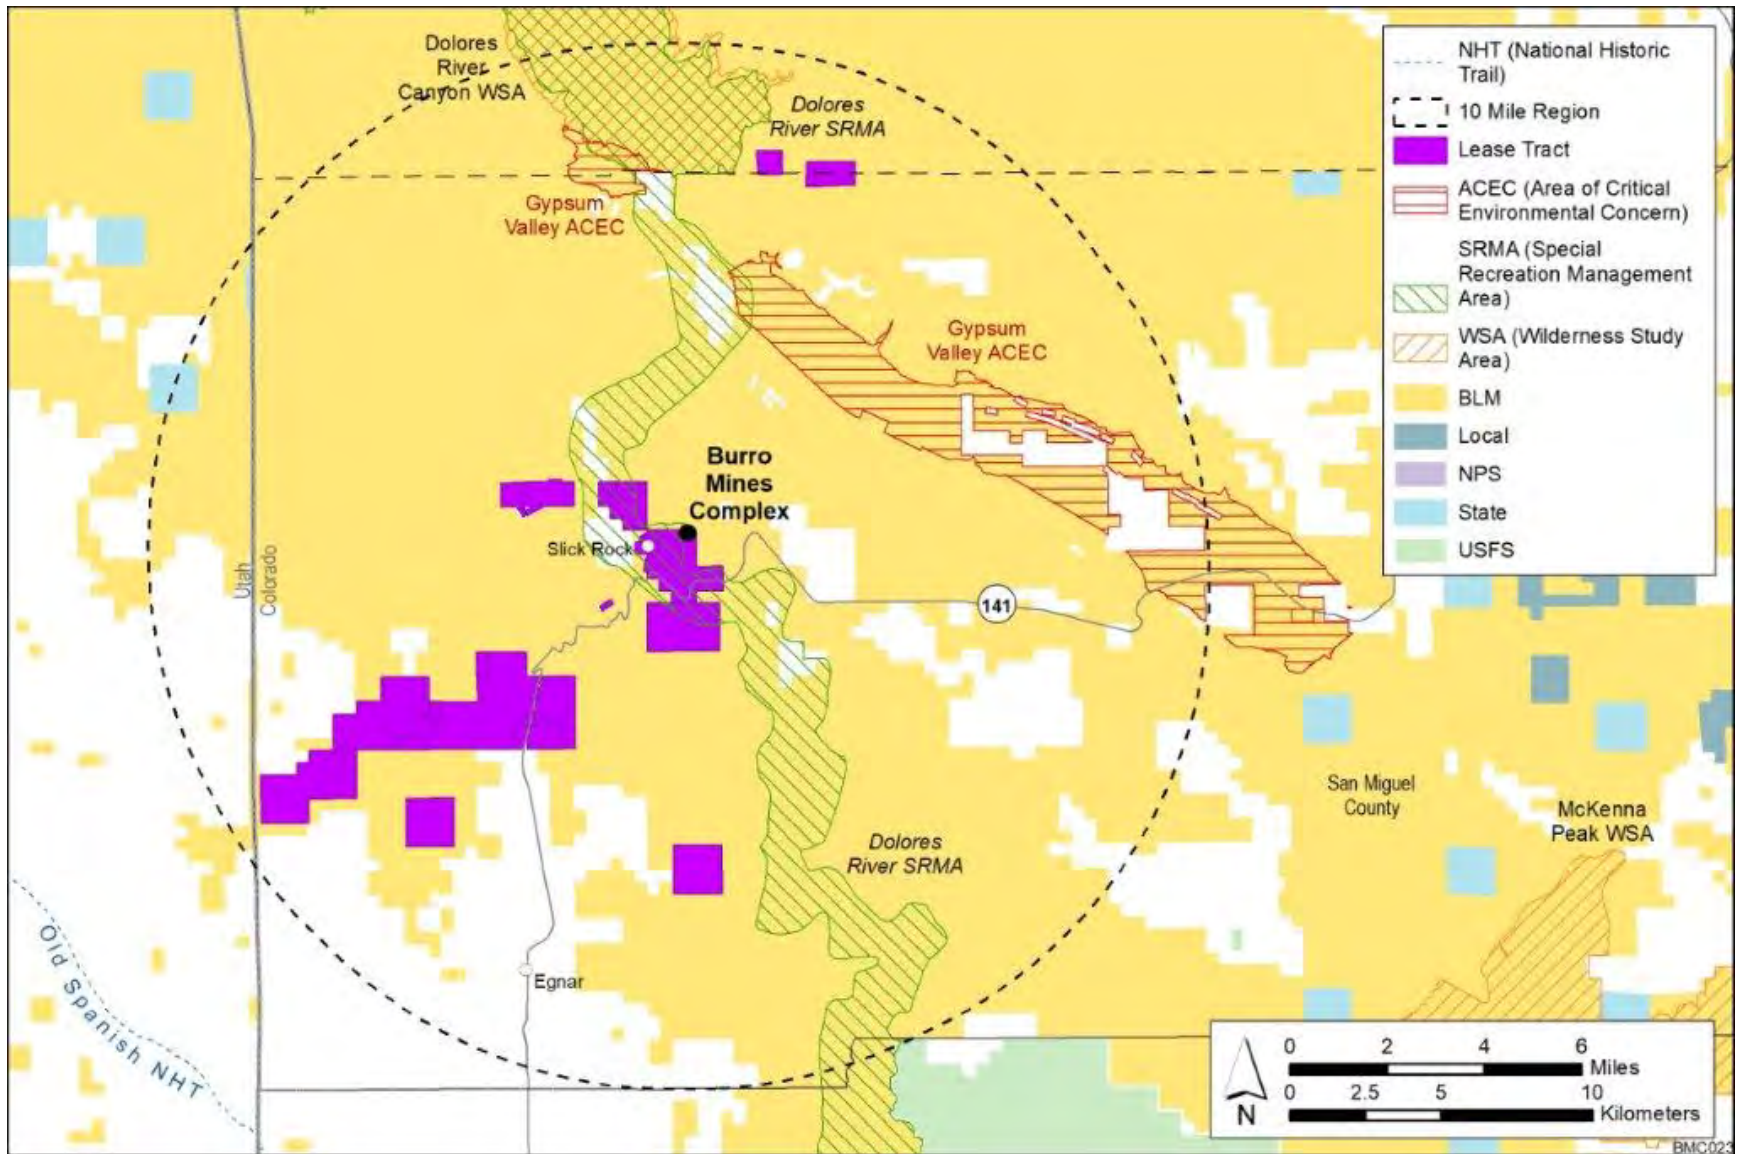 Dolores
River
Canyon WSA
Dolores
River SRMA
Gypsum
Valley ACEC
Gypsum
Valley ACEC
Burro
Mines
Complex
Slick Rock
Utah
Colorado
141
San Miguel
County
McKenna
Peak WSA
Dolores
River SRMA
Egnar
Old Spanish NHT
NHT (National Historic
Trail)
10 Mile Region
Lease Tract
ACEC (Area of Critical
Environmental Concern)
SRMA (Special
Recreation Management
Area)
WSA (Wilderness Study
Area)
BLM
Local
NPS
State
USFS
0 2 4 6
Miles
0 2.5 5 10
Kilometers
N
BMC023